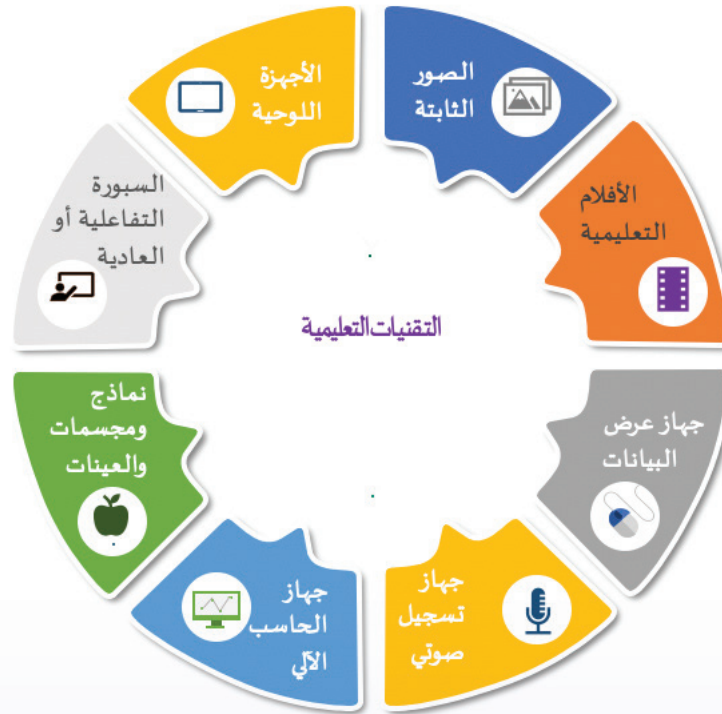 التقنيات التعليمية
الصور
الثابتة
الأفلام
التعليمية
جهاز عرض
البيانات
جهاز
تسجيل
صوتي
جهاز
الحاسب
الآلي
نماذج
ومجسمات
والعينات
السبورة
التفاعلية أو
العادية
الأجهزة
اللوحية